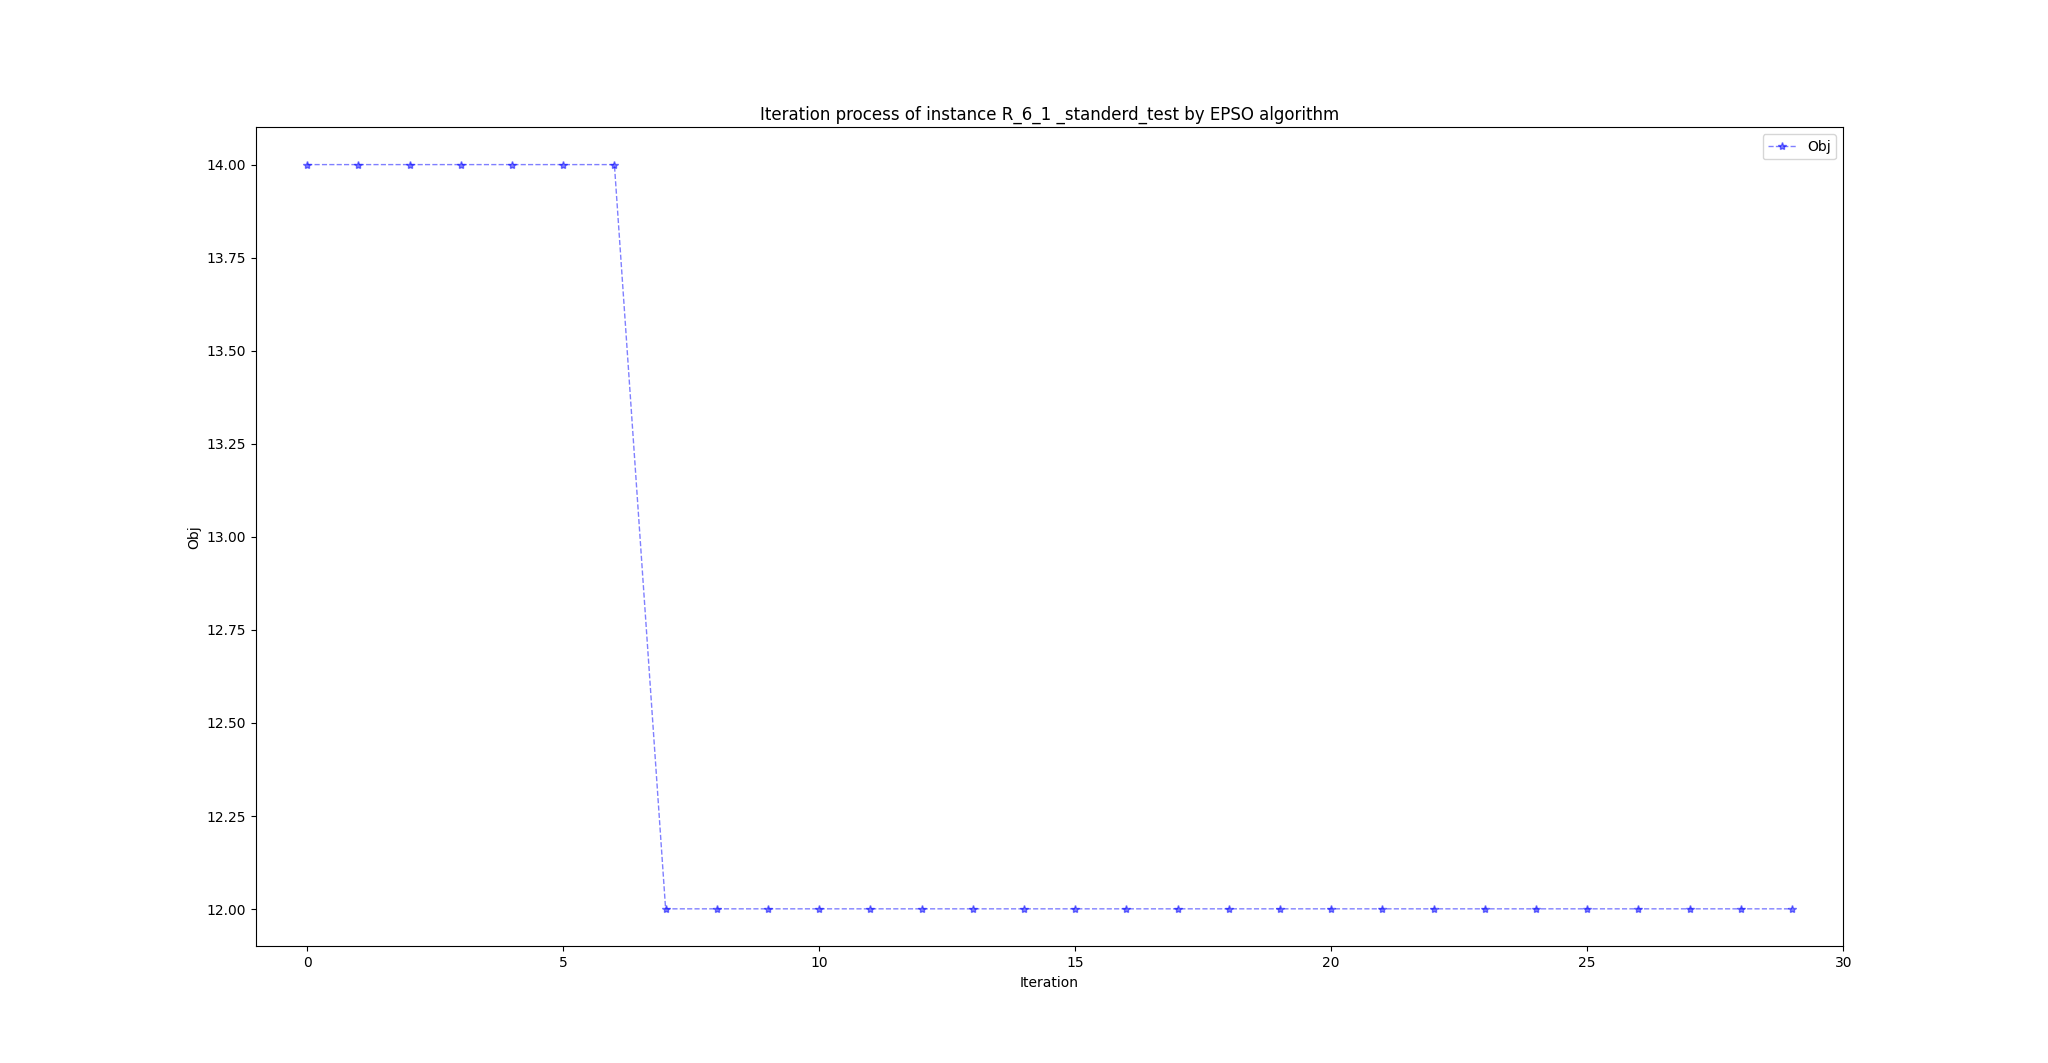 Iteration process of instance R_6_1 _standerd_test by EPSO algorithm
Obj
14.00
13.75
13.50
13.25
13.00
12.75
12.50
12.25
12.00
Obj
0 5 10 15 20 25 30
Iteration